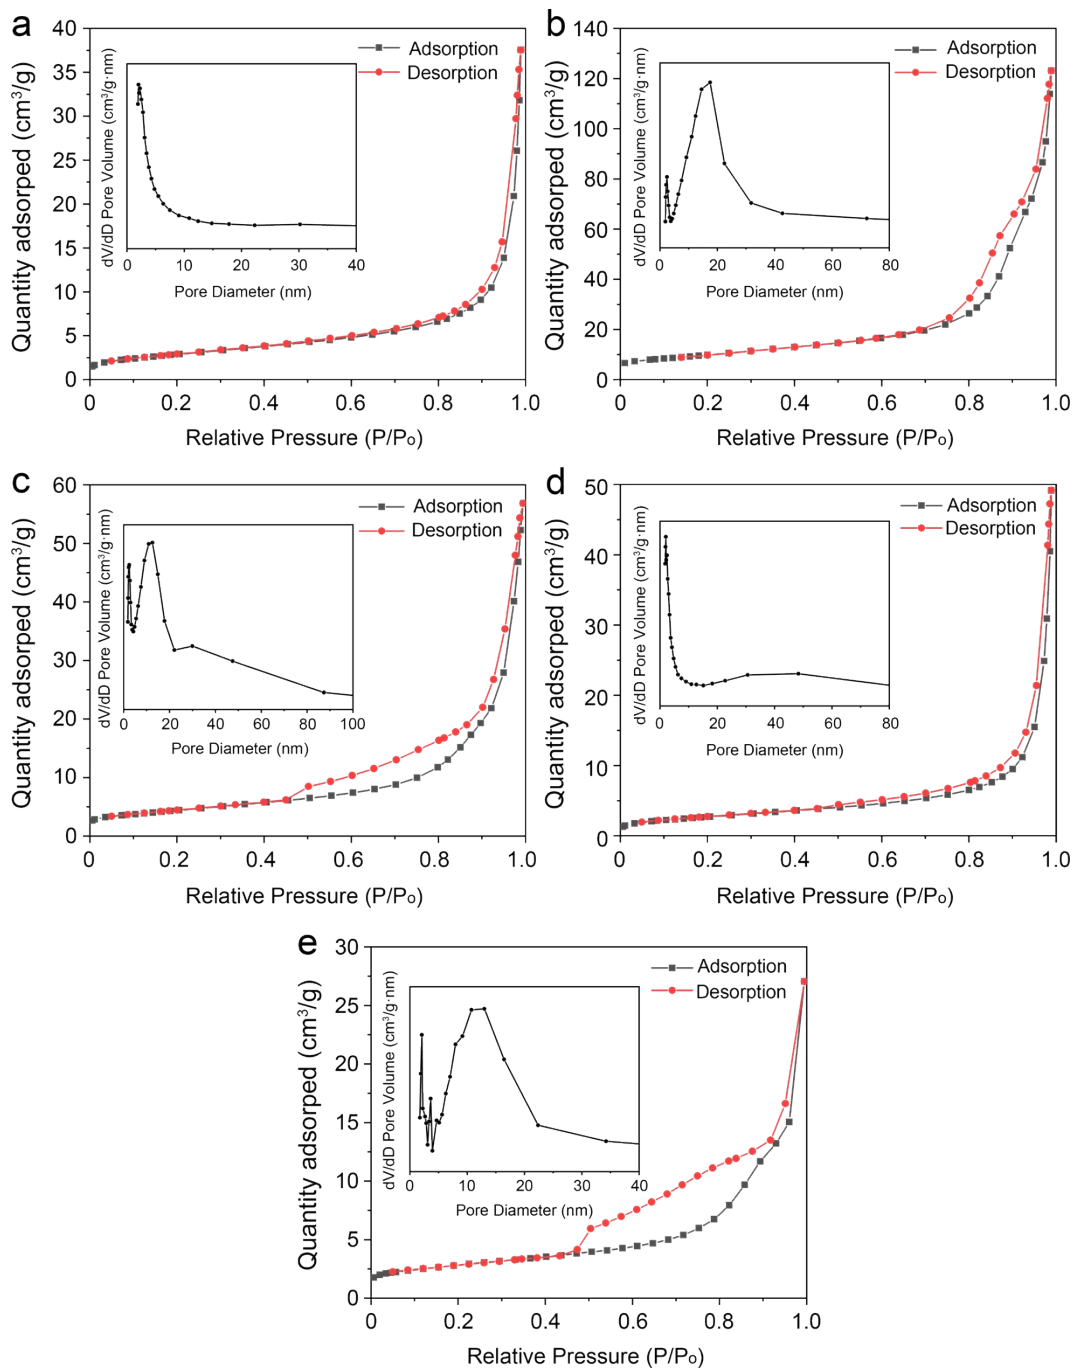 a
Quantity adsorped (cm³/g)
40
35
30
25
20
15
10
5
0
0
0.2
0.4
0.6
0.8
1.0
Relative Pressure (P/Po)
Adsorption
Desorption
dV/dD Pore Volume (cm³/g·nm)
0
10
20
30
40
Pore Diameter (nm)
b
Quantity adsorped (cm³/g)
140
120
100
80
60
40
20
0
0
0.2
0.4
0.6
0.8
1.0
Relative Pressure (P/Po)
Adsorption
Desorption
dV/dD Pore Volume (cm³/g·nm)
0
20
40
60
80
Pore Diameter (nm)
c
Quantity adsorped (cm³/g)
60
50
40
30
20
10
0
0
0.2
0.4
0.6
0.8
1.0
Relative Pressure (P/Po)
Adsorption
Desorption
dV/dD Pore Volume (cm³/g·nm)
0
20
40
60
80
100
Pore Diameter (nm)
d
Quantity adsorped (cm³/g)
50
40
30
20
10
0
0
0.2
0.4
0.6
0.8
1.0
Relative Pressure (P/Po)
Adsorption
Desorption
dV/dD Pore Volume (cm³/g·nm)
0
20
40
60
80
Pore Diameter (nm)
e
Quantity adsorped (cm³/g)
30
25
20
15
10
5
0
0
0.2
0.4
0.6
0.8
1.0
Relative Pressure (P/Po)
Adsorption
Desorption
dV/dD Pore Volume (cm³/g·nm)
0
10
20
30
40
Pore Diameter (nm)